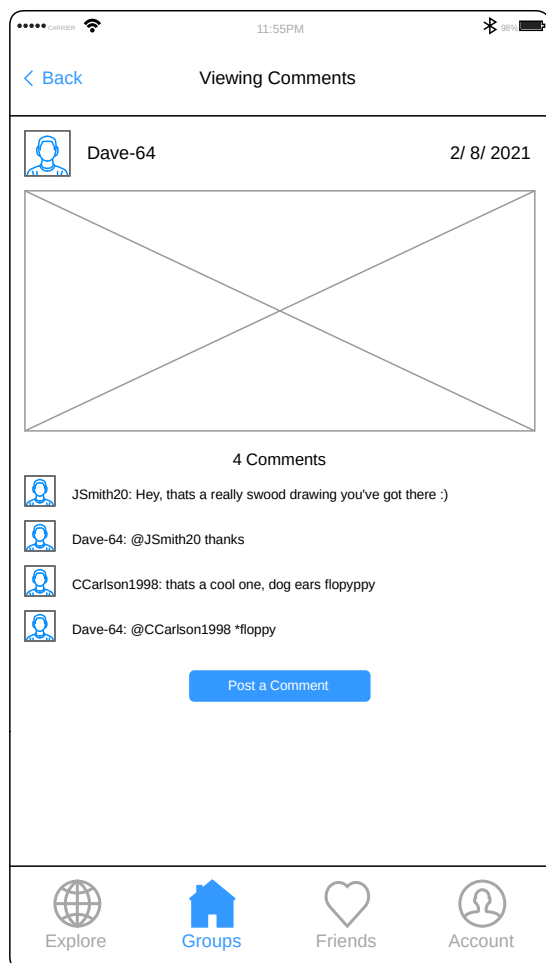 CARRIER 11:55PM 98%
Back Viewing Comments
Dave-64 2/ 8/ 2021
4 Comments
JSmith20: Hey, thats a really swood drawing you've got there :)
Dave-64: @JSmith20 thanks
CCarlson1998: thats a cool one, dog ears flopyppy
Dave-64: @CCarlson1998 *floppy
Post a Comment
Explore Groups Friends Account